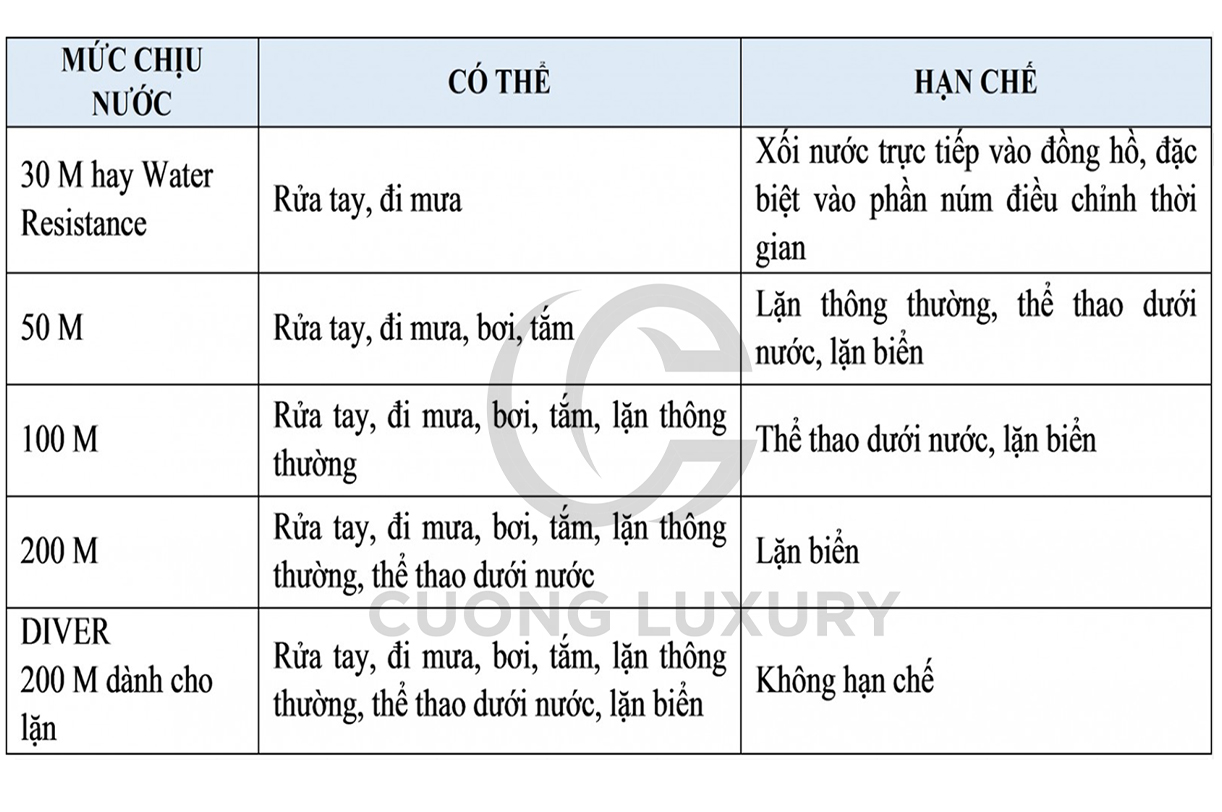 MỨC CHỊU
NƯỚC
CÓ THỂ
HẠN CHẾ
30 M hay Water
Resistance
Rửa tay, đi mưa
Xối nước trực tiếp vào đồng hồ, đặc
biệt vào phần núm điều chỉnh thời
gian
50 M
Rửa tay, đi mưa, bơi, tắm
Lặn thông thường, thể thao dưới
nước, lặn biển
100 M
Rửa tay, đi mưa, bơi, tắm, lặn thông
thường
Thể thao dưới nước, lặn biển
200 M
Rửa tay, đi mưa, bơi, tắm, lặn thông
thường, thể thao dưới nước
Lặn biển
DIVER
200 M dành cho
lặn
Rửa tay, đi mưa, bơi, tắm, lặn thông
thường, thể thao dưới nước, lặn biển
Không hạn chế
CUONG LUXURY